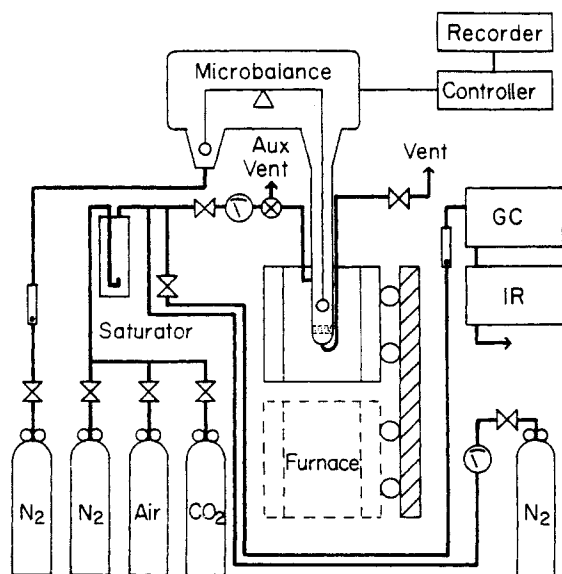 Recorder
Microbalance
Controller
Aux
Vent
Vent
GC
IR
Saturator
Furnace
N2
N2
Air
CO2
N2